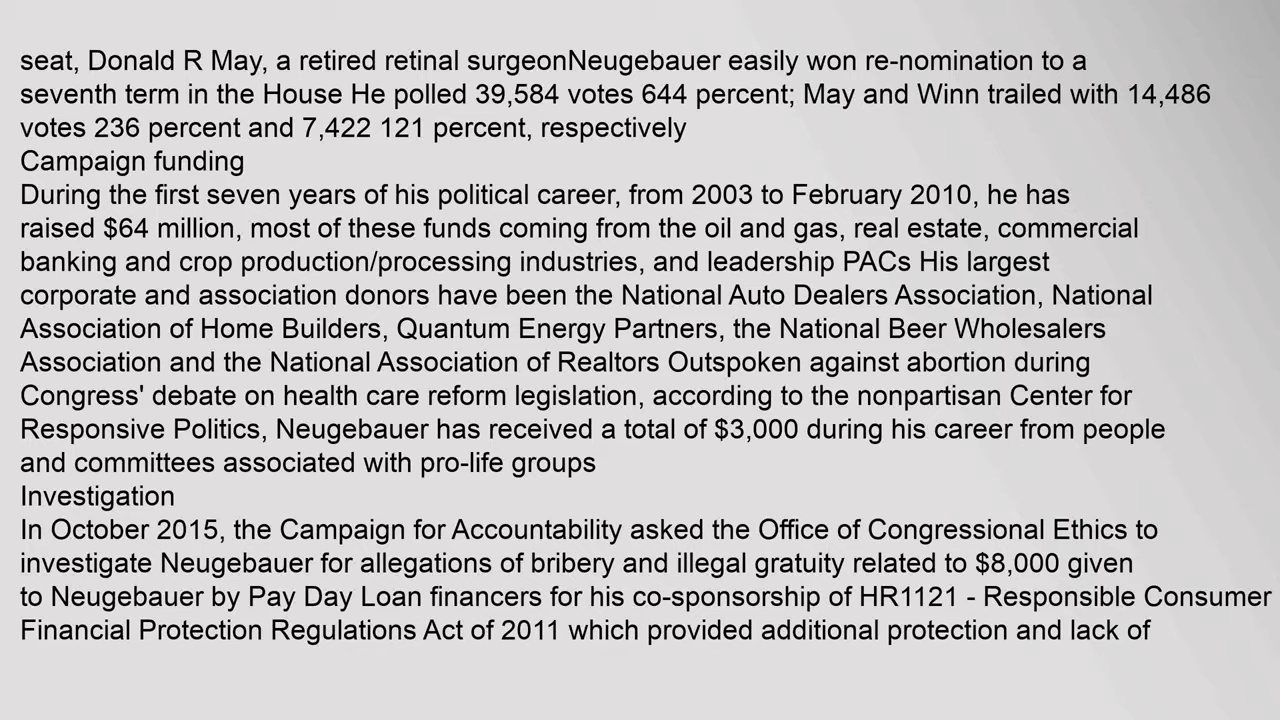 seat, Donald R May, a retired retinal surgeonNeugebauer easily won re-nomination to a
seventh term in the House He polled 39,584 votes 644 percent; May and Winn trailed with 14,486
votes 236 percent and 7,422 121 percent, respectively
Campaign funding
During the first seven years of his political career, from 2003 to February 2010, he has
raised $64 million, most of these funds coming from the oil and gas, real estate, commercial
banking and crop production/processing industries, and leadership PACs His largest
corporate and association donors have been the National Auto Dealers Association, National
Association of Home Builders, Quantum Energy Partners, the National Beer Wholesalers
Association and the National Association of Realtors Outspoken against abortion during
Congress' debate on health care reform legislation, according to the nonpartisan Center for
Responsive Politics, Neugebauer has received a total of $3,000 during his career from people
and committees associated with pro-life groups
Investigation
In October 2015, the Campaign for Accountability asked the Office of Congressional Ethics to
investigate Neugebauer for allegations of bribery and illegal gratuity related to $8,000 given
to Neugebauer by Pay Day Loan financers for his co-sponsorship of HR1121 - Responsible Consumer
Financial Protection Regulations Act of 2011 which provided additional protection and lack of